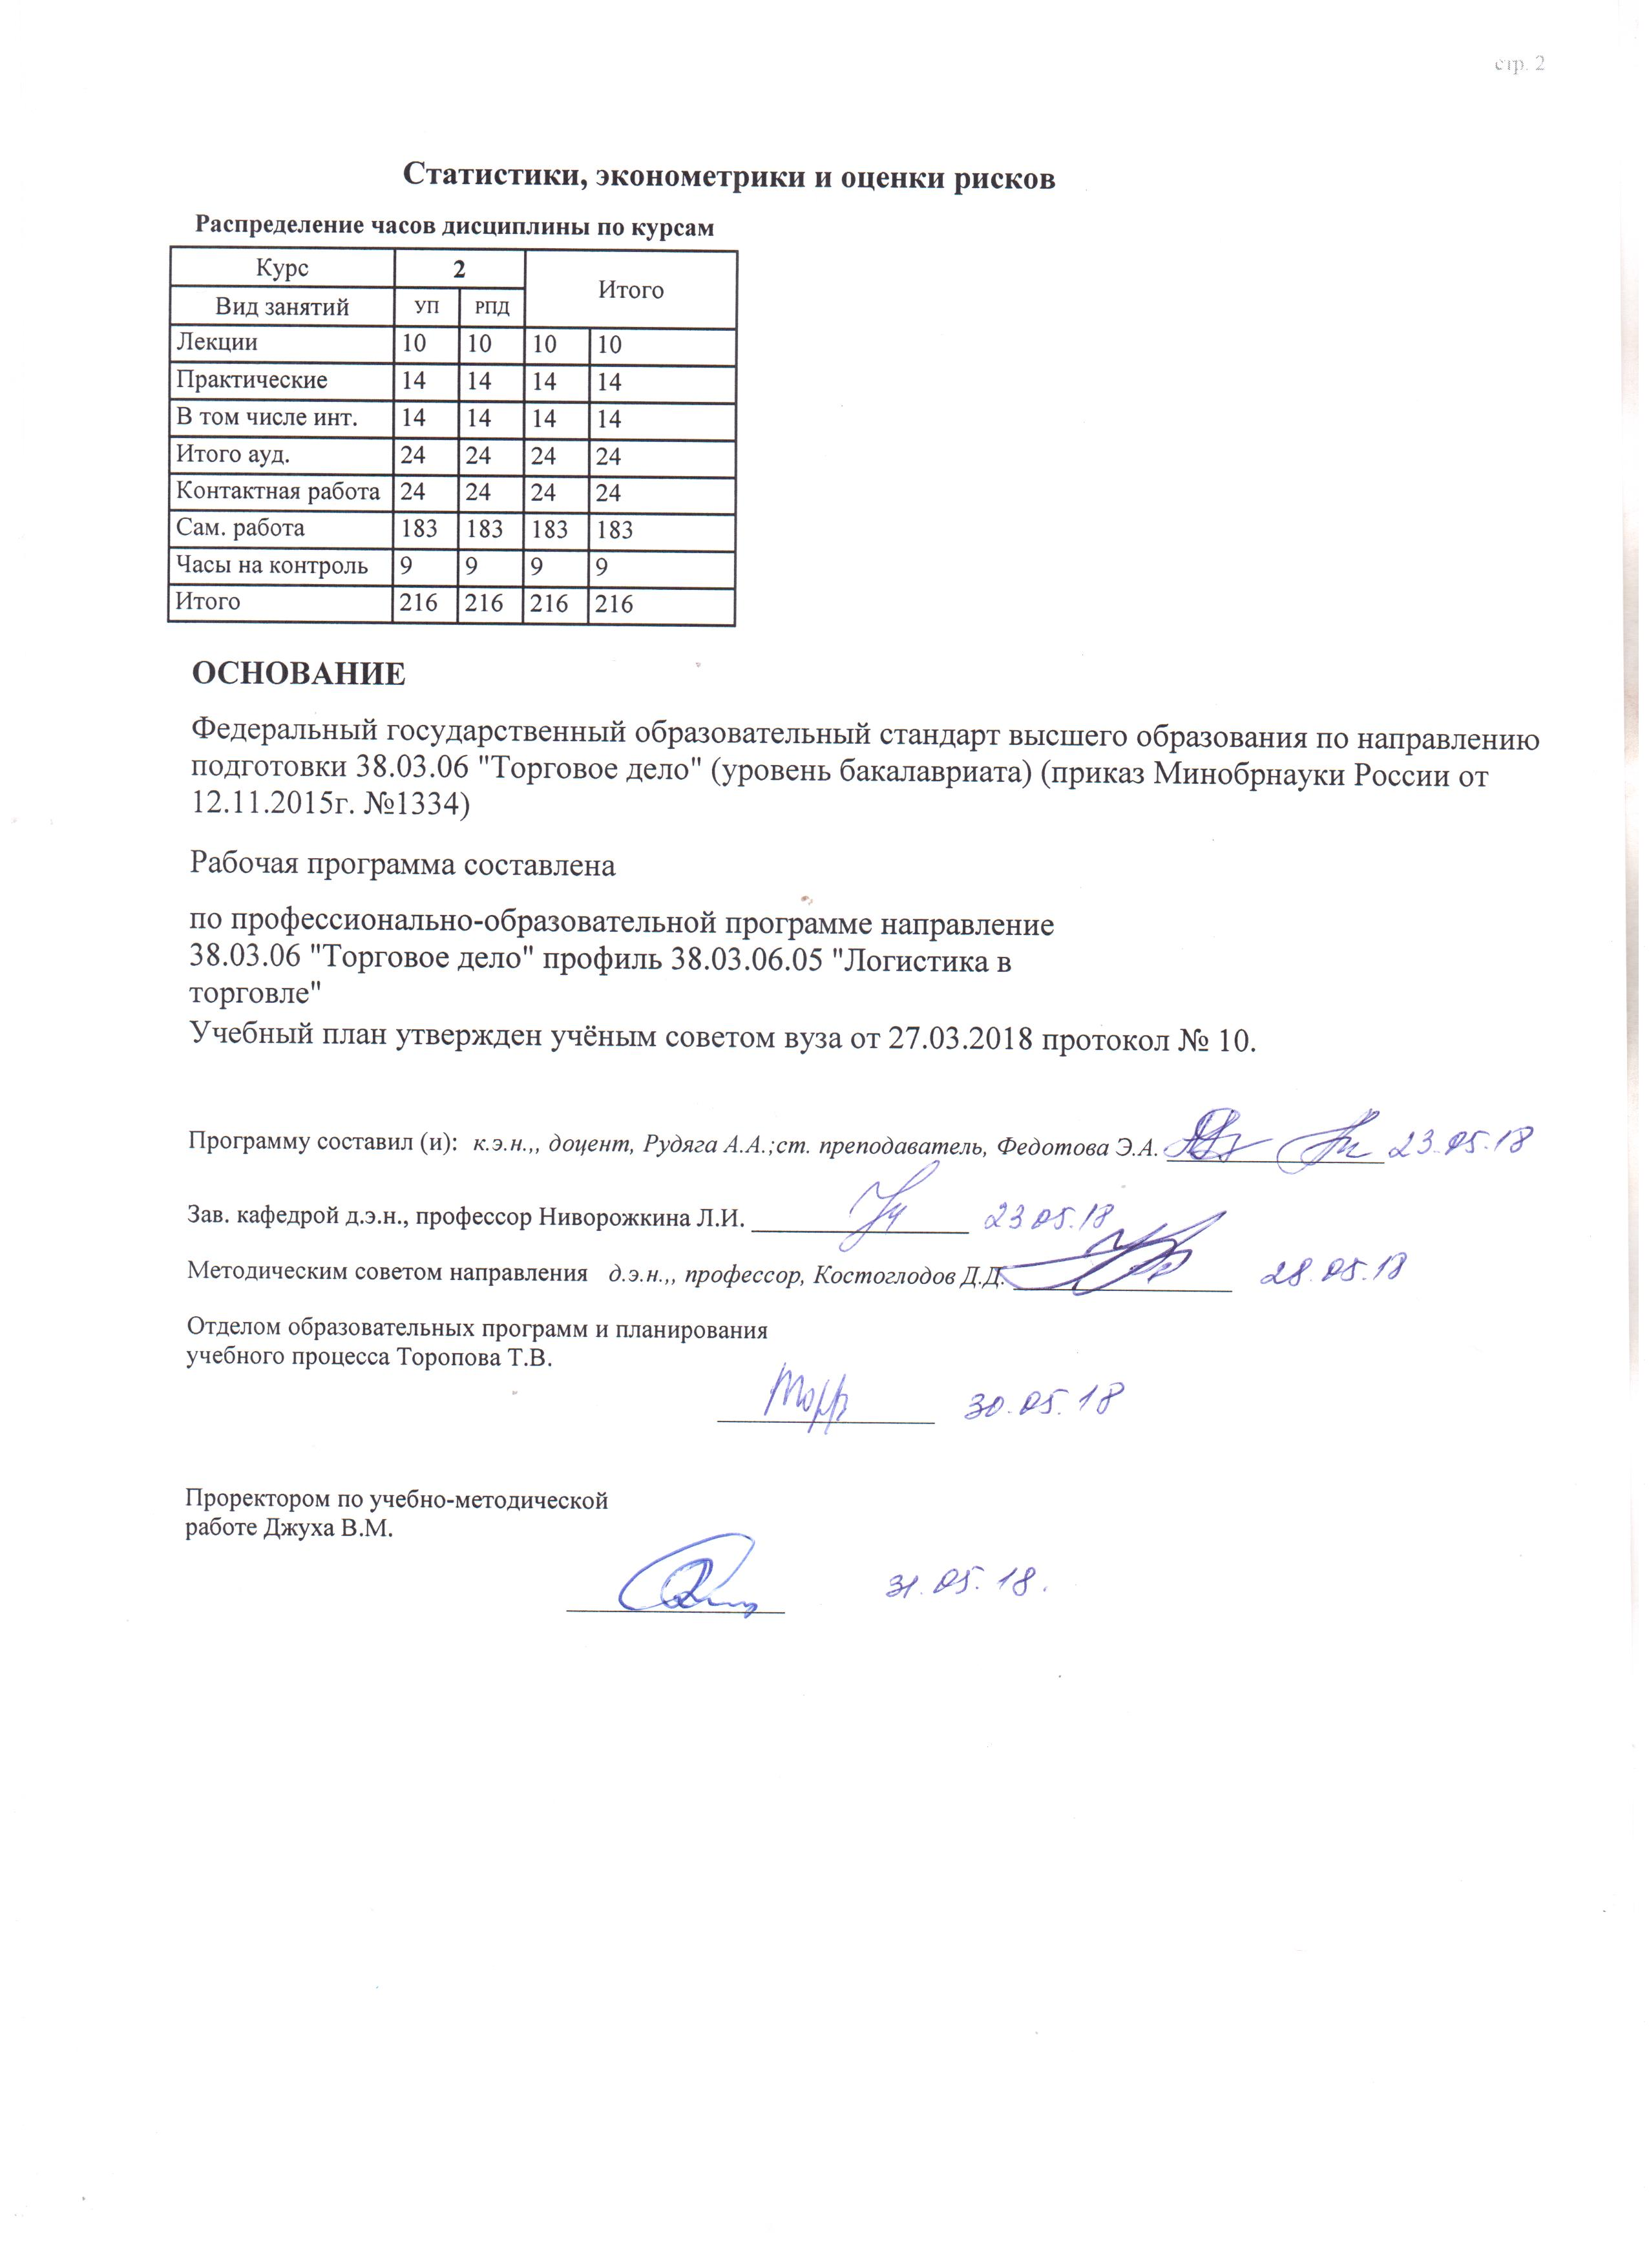 стр. 2
Статистики, эконометрики и оценки рисков
Распределение часов дисциплины по курсам
Курс 2 Итого
Вид занятий УП РПД
Лекции 10 10 10 10
Практические 14 14 14 14
В том числе инт. 14 14 14 14
Итого ауд. 24 24 24 24
Контактная работа 24 24 24 24
Сам. работа 183 183 183 183
Часы на контроль 9 9 9 9
Итого 216 216 216 216
ОСНОВАНИЕ
Федеральный государственный образовательный стандарт высшего образования по направлению
подготовки 38.03.06 "Торговое дело" (уровень бакалавриата) (приказ Минобрнауки России от
12.11.2015г. №1334)
Рабочая программа составлена
по профессионально-образовательной программе направление
38.03.06 "Торговое дело" профиль 38.03.06.05 "Логистика в
торговле"
Учебный план утвержден учёным советом вуза от 27.03.2018 протокол № 10.
Программу составил (и): к.э.н.,, доцент, Рудяга А.А.;ст. преподаватель, Федотова Э.А. 23.05.18
Зав. кафедрой д.э.н., профессор Ниворожкина Л.И. 23.05.18
Методическим советом направления д.э.н.,, профессор, Костоглодов Д.Д. 28.05.18
Отделом образовательных программ и планирования
учебного процесса Торопова Т.В.
30.05.18
Проректором по учебно-методической
работе Джуха В.М.
31.05.18.